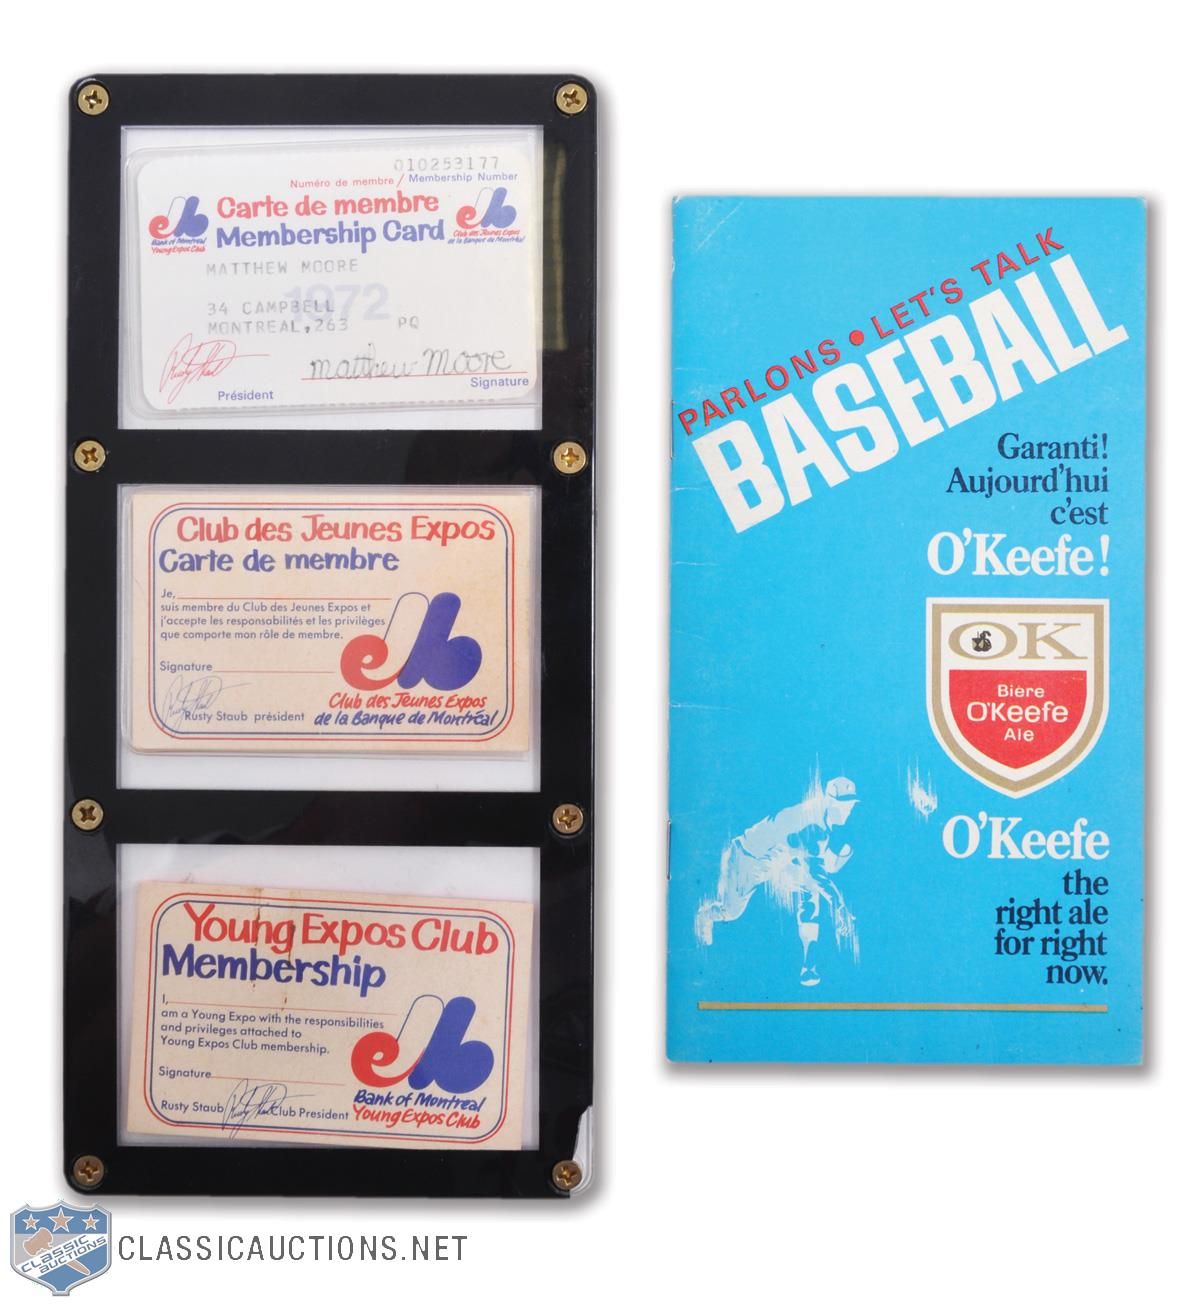 010253177
Numéro de membre / Membership Number
Carte de membre
Membership Card
Bank of Montreal
Young Expos Club
Club des Jeunes Expos
de la Banque de Montréal
MATTHEW MOORE
1972
34 CAMPBELL
MONTREAL,263 PQ
Matthew Moore
Président
Signature
Club des Jeunes Expos
Carte de membre
Je,
suis membre du Club des Jeunes Expos et
j'accepte les responsabilités et les privilèges
que comporte mon rôle de membre.
Signature
Rusty Staub président
Club des Jeunes Expos
de la Banque de Montréal
Young Expos Club
Membership
I,
am a Young Expo with the responsibilities
and privileges attached to
Young Expos Club membership.
Signature
Rusty Staub Club President
Bank of Montreal
Young Expos Club
PARLONS • LET'S TALK
BASEBALL
Garanti!
Aujourd'hui
c'est
O'Keefe!
OK
Bière
O'Keefe
Ale
O'Keefe
the
right ale
for right
now.
CLASSIC
AUCTIONS
CLASSICAUCTIONS.NET